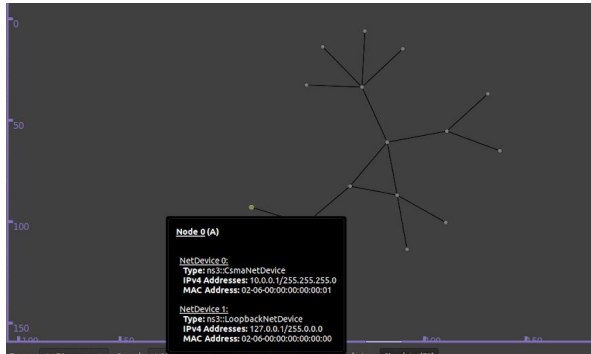 0
50
100
150
Node 0 (A)
NetDevice 0:
Type: ns3::CsmaNetDevice
IPv4 Addresses: 10.0.0.1/255.255.255.0
MAC Address: 02-06-00:00:00:00:00:01
NetDevice 1:
Type: ns3::LoopbackNetDevice
IPv4 Addresses: 127.0.0.1/255.0.0.0
MAC Address: 02-06-00:00:00:00:00:00